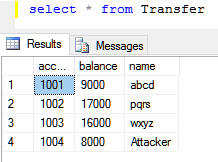 select * from Transfer
Results Messages
acc... balance name
1 1001 9000 abcd
2 1002 17000 pqrs
3 1003 16000 wxyz
4 1004 8000 Attacker